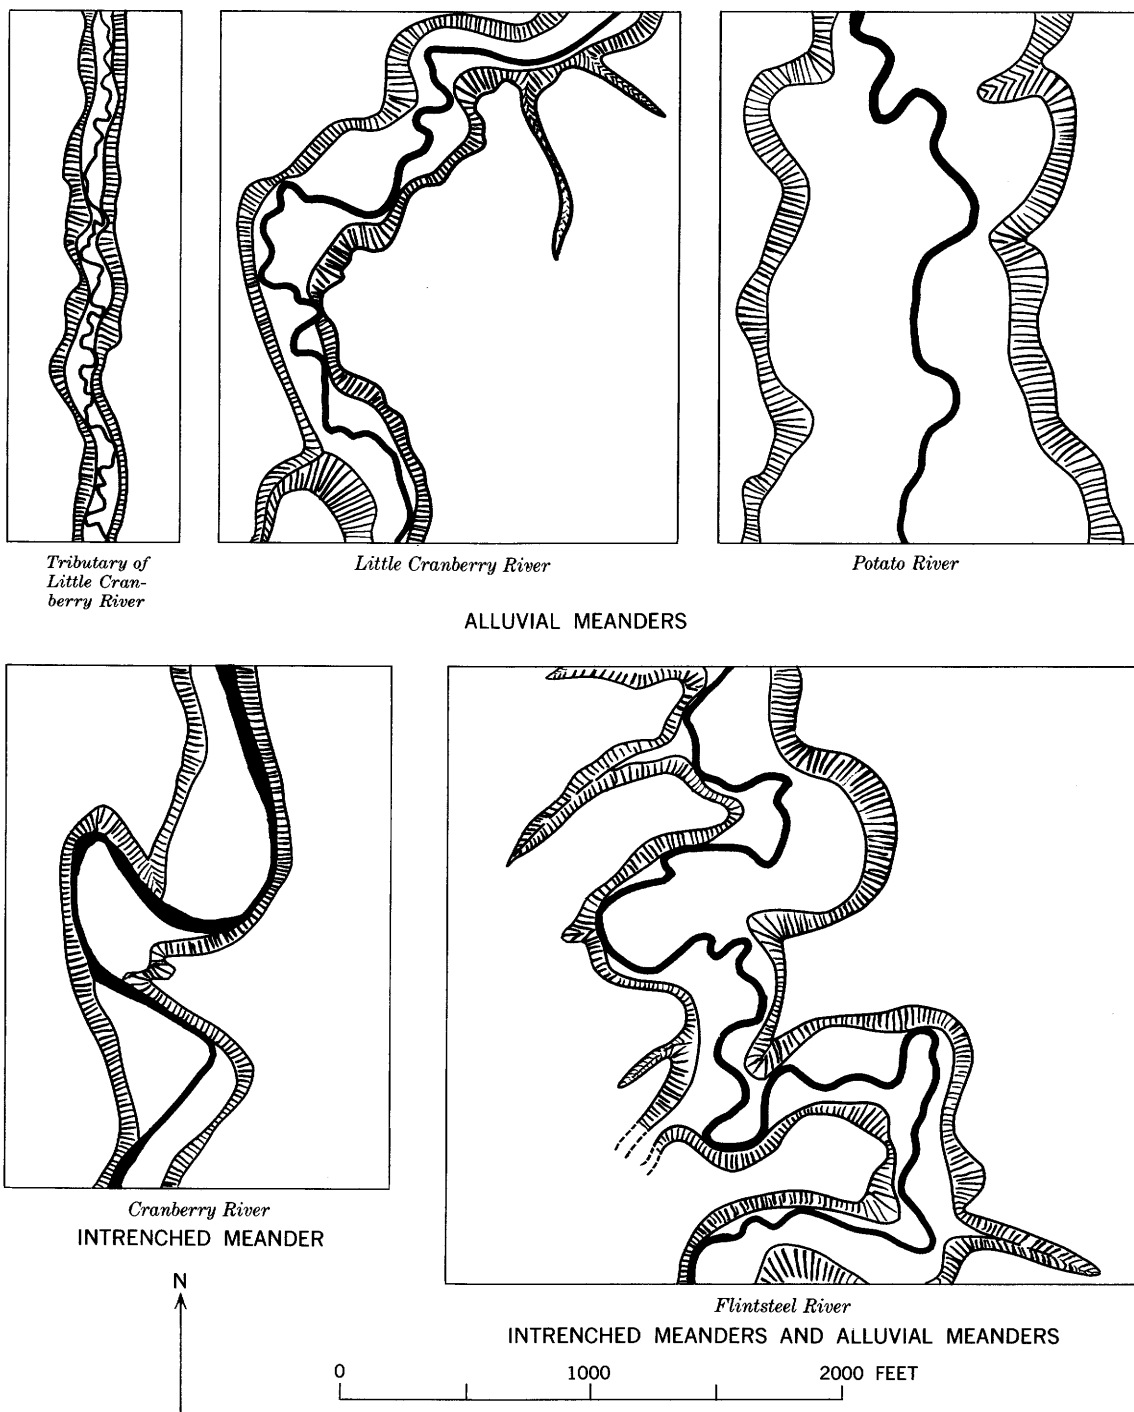 Tributary of
Little Cran-
berry River
Little Cranberry River
Potato River
ALLUVIAL MEANDERS
Cranberry River
INTRENCHED MEANDER
Flintsteel River
INTRENCHED MEANDERS AND ALLUVIAL MEANDERS
N
0 1000 2000 FEET